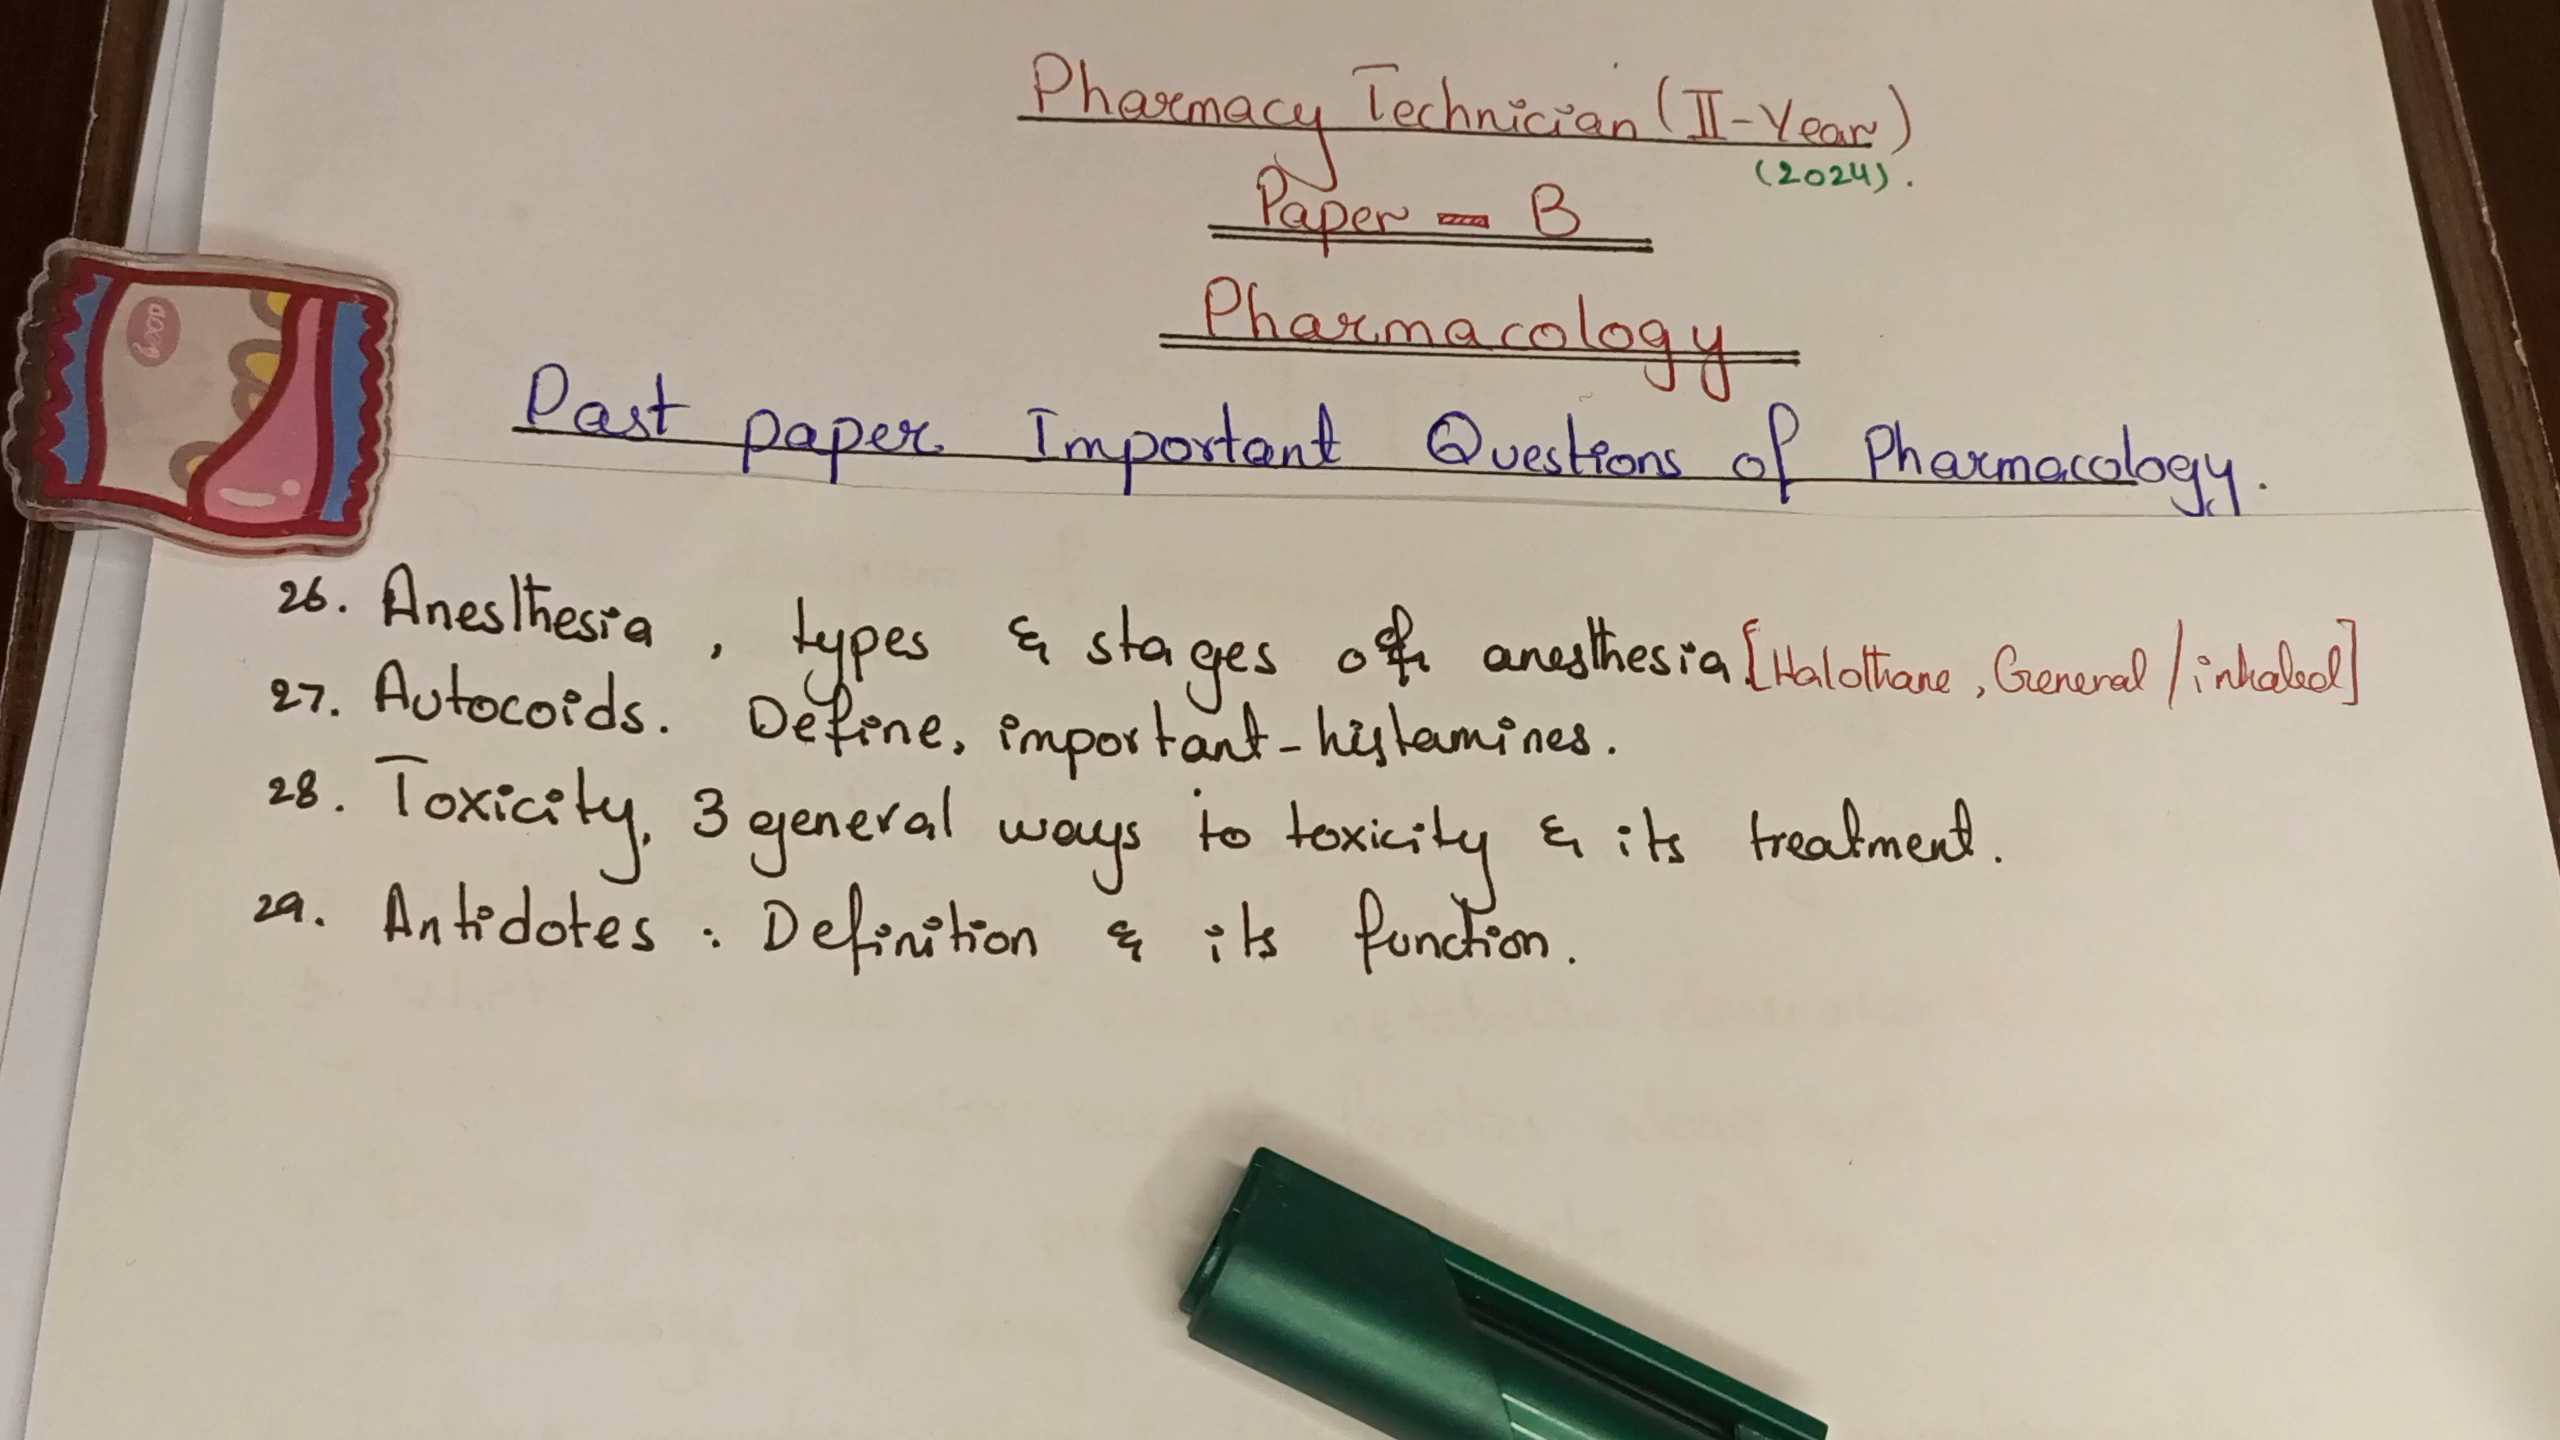 Pharmacy Technician (II-Year)
(2024).
Paper - B
Pharmacology
Past paper Important Questions of Pharmacology.
26. Anesthesia, types & stages of anesthesia [Halothane, General/inhaled]
27. Autocoids. Define, important-histamines.
28. Toxicity, 3 general ways to toxicity & its treatment.
29. Antidotes: Definition & its function.